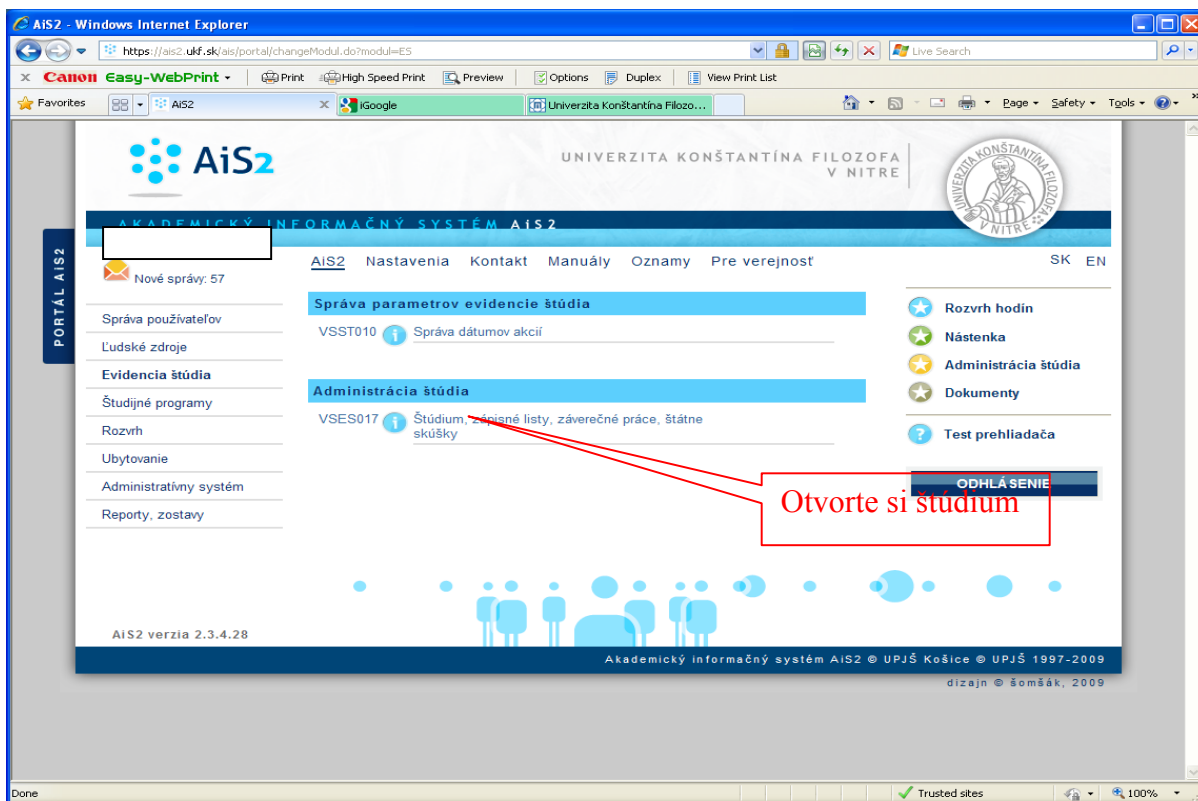 AiS2 - Windows Internet Explorer
https://ais2.ukf.sk/ais/portal/changeModul.do?modul=ES
Live Search
x Canon Easy-WebPrint Print High Speed Print Preview Options Duplex View Print List
Favorites AiS2 x iGoogle Univerzita Konštantína Filozo... Page Safety Tools »
AiS2
UNIVERZITA KONŠTANTÍNA FILOZOFA
V NITRE
UNIVERZITA KONŠTANTÍNA FILOZOFA
V NITRE
AKADEMICKÝ INFORMAČNÝ SYSTÉM AiS2
PORTÁL AiS2
Nové správy: 57
AiS2 Nastavenia Kontakt Manuály Oznamy Pre verejnosť SK EN
Správa používateľov
Ľudské zdroje
Evidencia štúdia
Študijné programy
Rozvrh
Ubytovanie
Administratívny systém
Reporty, zostavy
Správa parametrov evidencie štúdia
VSST010 i Správa dátumov akcií
Administrácia štúdia
VSES017 i Štúdium, zápisné listy, záverečné práce, štátne
skúšky
Rozvrh hodín
Nástenka
Administrácia štúdia
Dokumenty
? Test prehliadača
ODHLÁSENIE
Otvorte si štúdium
AiS2 verzia 2.3.4.28
Akademický informačný systém AiS2 © UPJŠ Košice © UPJŠ 1997-2009
dizajn © šomšák, 2009
Done Trusted sites 100%